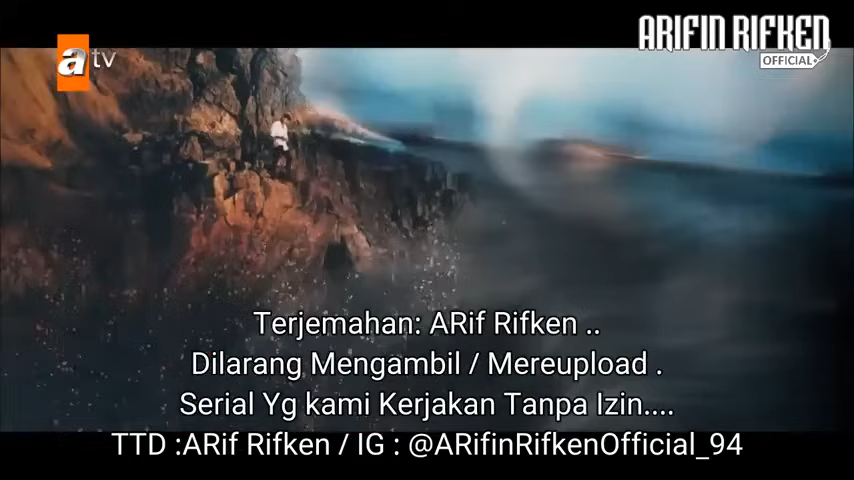 ARIFIN RIFKEN
OFFICIAL
atv
Terjemahan: ARif Rifken ..
Dilarang Mengambil / Mereupload .
Serial Yg kami Kerjakan Tanpa Izin....
TTD :ARif Rifken / IG : @ARifinRifkenOfficial_94